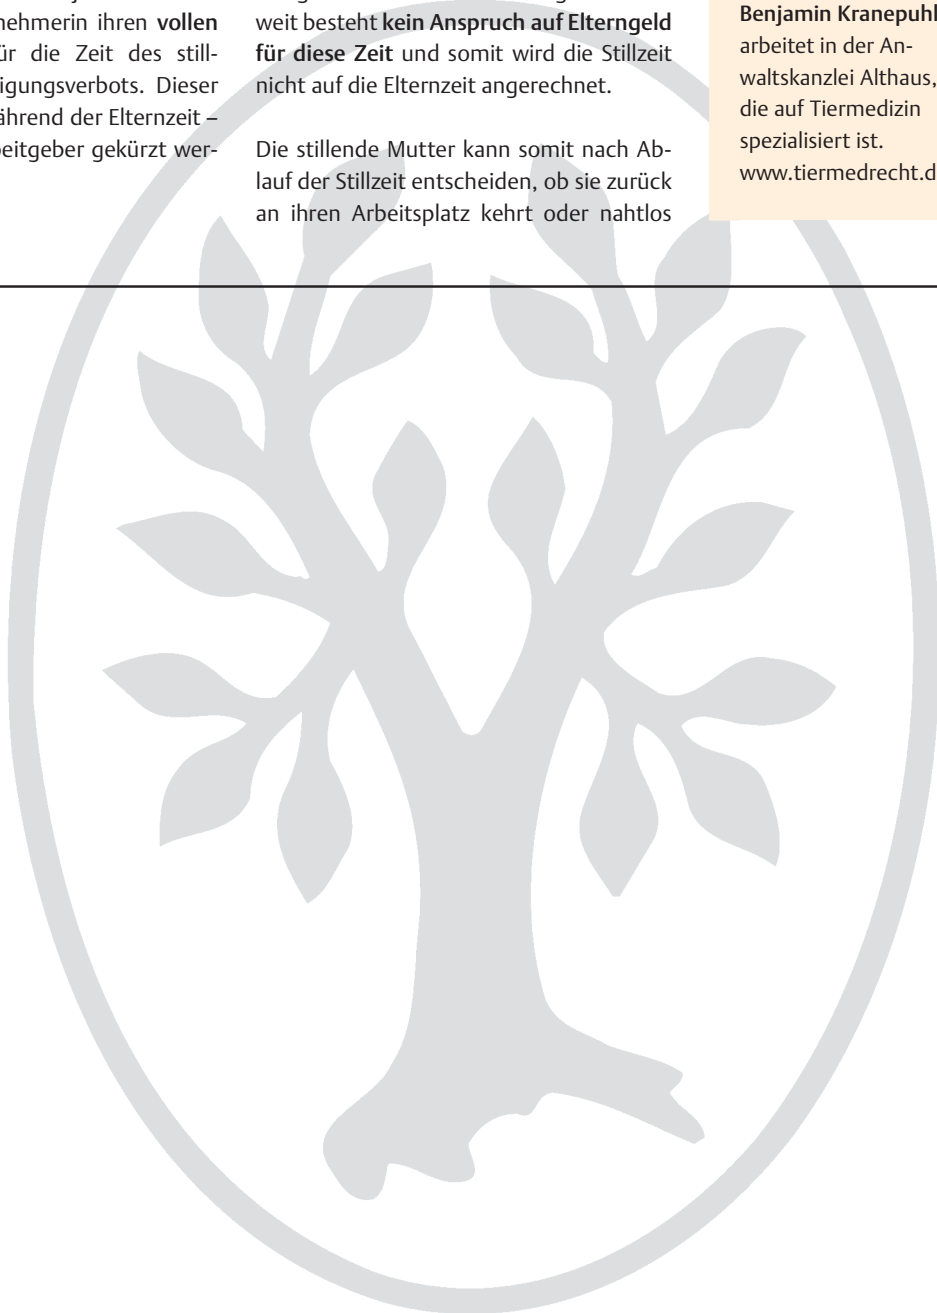 nehmerin ihren vollen
für die Zeit des still-
igungsverbots. Dieser
ährend der Elternzeit –
beitgeber gekürzt wer-
weit besteht kein Anspruch auf Elterngeld
für diese Zeit und somit wird die Stillzeit
nicht auf die Elternzeit angerechnet.
Die stillende Mutter kann somit nach Ab-
lauf der Stillzeit entscheiden, ob sie zurück
an ihren Arbeitsplatz kehrt oder nahtlos
Benjamin Kranepuhl
arbeitet in der An-
waltskanzlei Althaus,
die auf Tiermedizin
spezialisiert ist.
www.tiermedrecht.d